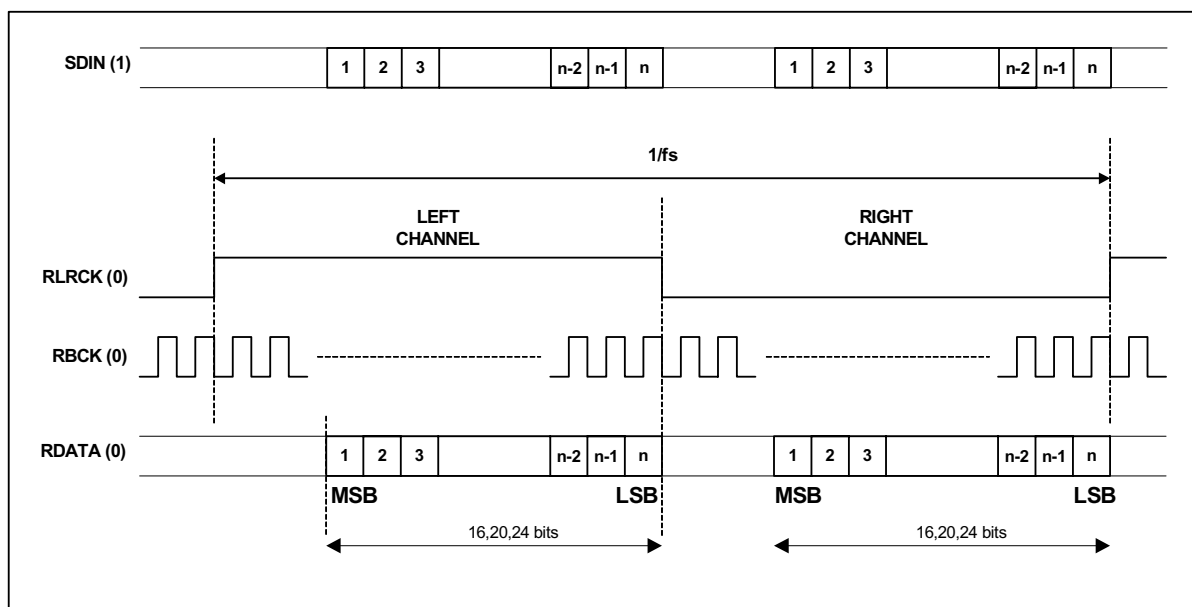 SDIN (1)
1 2 3 n-2 n-1 n 1 2 3 n-2 n-1 n
1/fs
LEFT
CHANNEL
RIGHT
CHANNEL
RLRCK (0)
RBCK (0)
RDATA (0)
1 2 3 n-2 n-1 n 1 2 3 n-2 n-1 n
MSB LSB MSB LSB
16,20,24 bits 16,20,24 bits